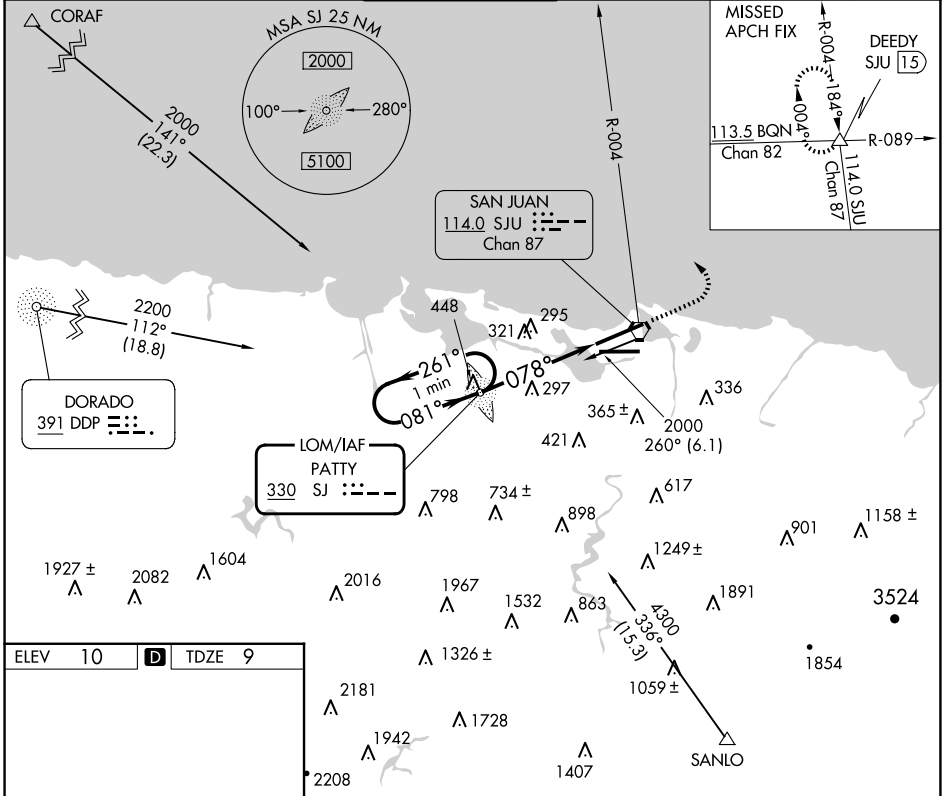 CORAF
2000
141°
(22.3)
MSA SJ 25 NM
2000
100°
280°
5100
R-004
MISSED
APCH FIX
R-004
DEEDY
SJU 15
184°
004°
113.5 BQN
Chan 82
R-089
114.0 SJU
Chan 87
SAN JUAN
114.0 SJU
Chan 87
2200
112°
(18.8)
DORADO
391 DDP
448
321
295
261°
1 min
081°
078°
297
336
365 ±
2000
260° (6.1)
421
LOM/IAF
PATTY
330 SJ
798
734 ±
898
617
901
1158 ±
1249 ±
1927 ±
2082
1604
2016
1967
1532
863
1891
3524
4300
336°
(15.3)
1854
1059 ±
SANLO
ELEV 10 D TDZE 9
1326 ±
2181
1728
1942
1407
2208